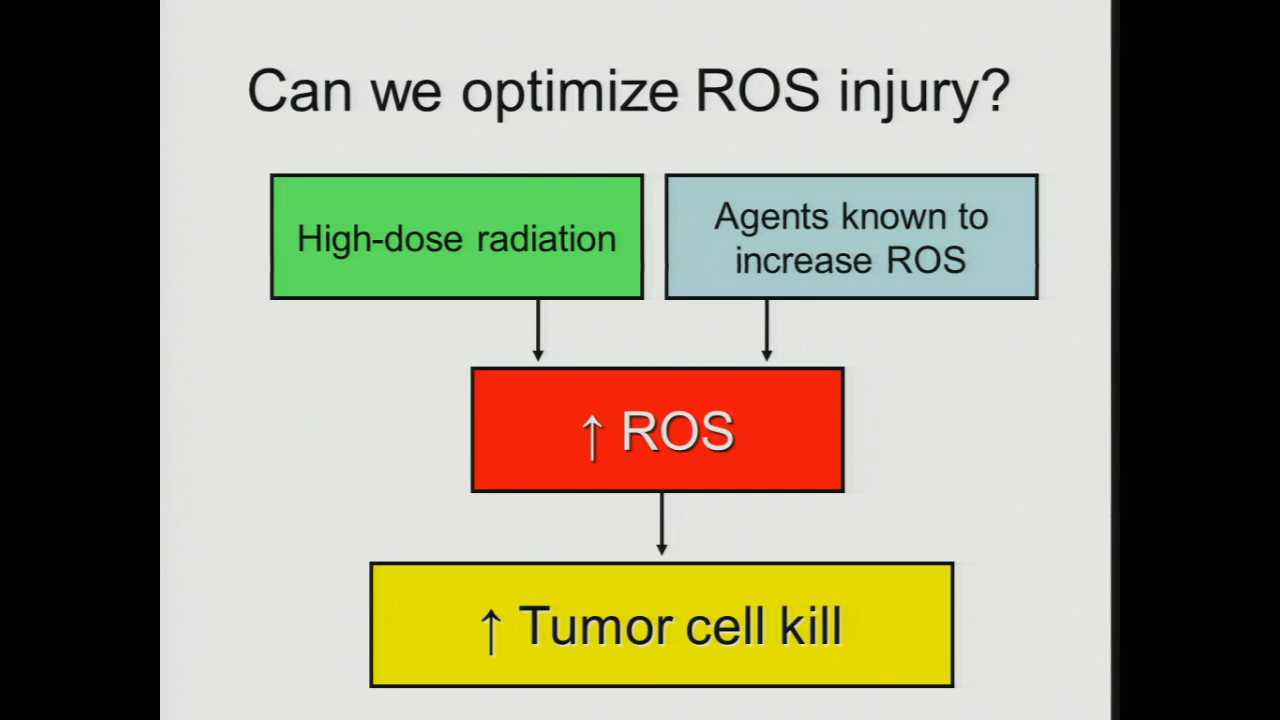 Can we optimize ROS injury?
High-dose radiation
Agents known to
increase ROS
↑ ROS
↑ Tumor cell kill